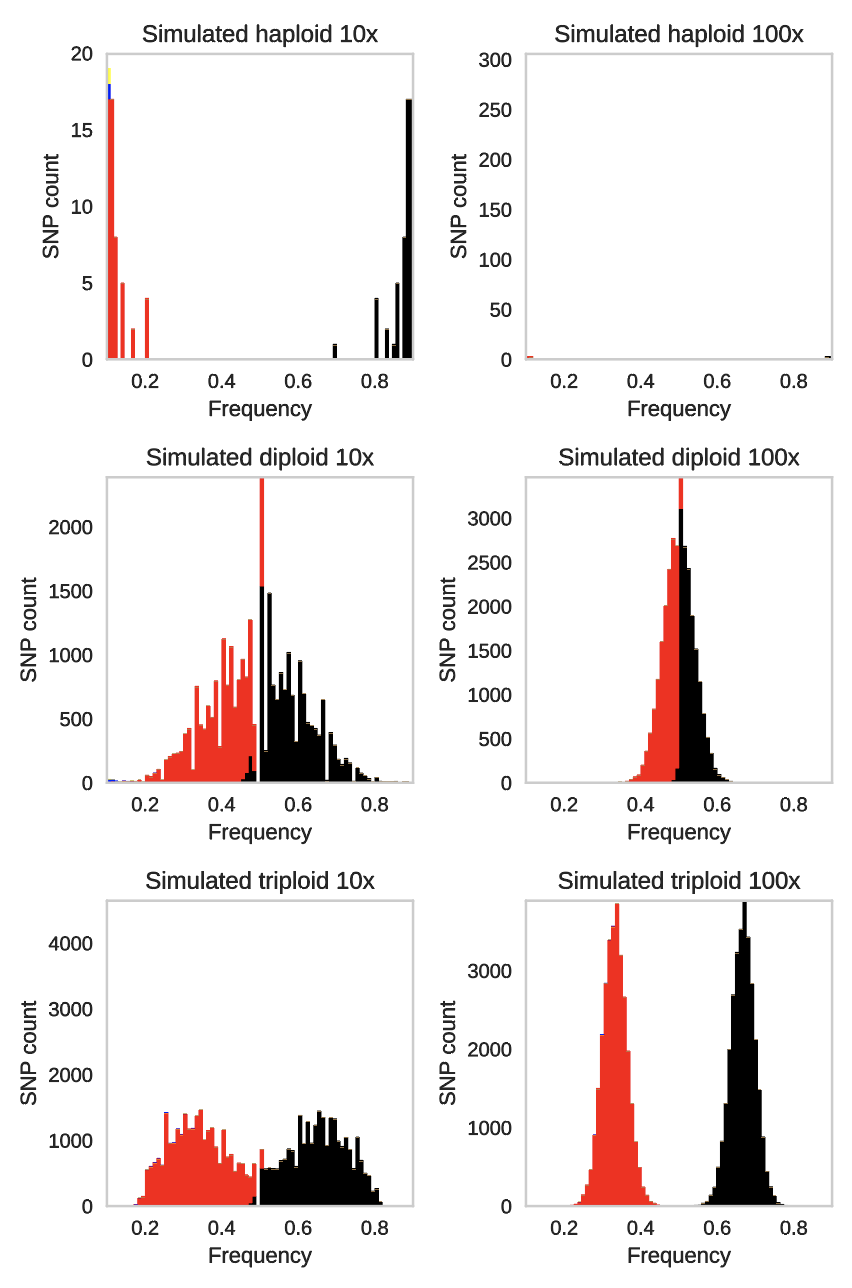 Simulated haploid 10x
20
15
10
5
0
SNP count
0.2 0.4 0.6 0.8
Frequency
Simulated haploid 100x
300
250
200
150
100
50
0
SNP count
0.2 0.4 0.6 0.8
Frequency
Simulated diploid 10x
2000
1500
1000
500
0
SNP count
0.2 0.4 0.6 0.8
Frequency
Simulated diploid 100x
3000
2500
2000
1500
1000
500
0
SNP count
0.2 0.4 0.6 0.8
Frequency
Simulated triploid 10x
4000
3000
2000
1000
0
SNP count
0.2 0.4 0.6 0.8
Frequency
Simulated triploid 100x
3000
2000
1000
0
SNP count
0.2 0.4 0.6 0.8
Frequency